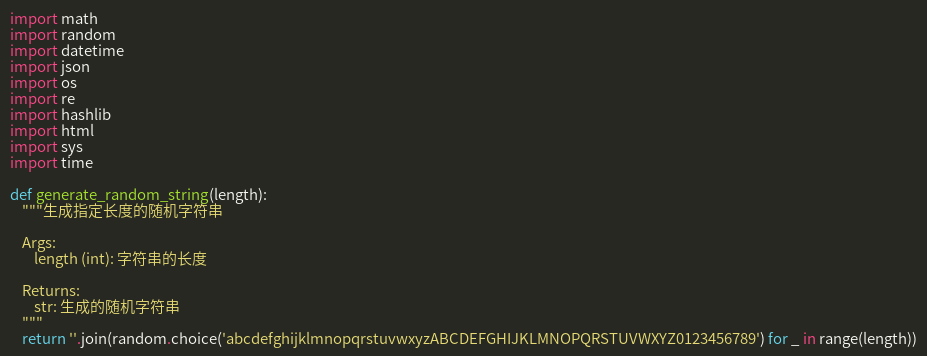 import math
import random
import datetime
import json
import os
import re
import hashlib
import html
import sys
import time

def generate_random_string(length):
    """生成指定长度的随机字符串

    Args:
        length (int): 字符串的长度

    Returns:
        str: 生成的随机字符串
    """
    return ''.join(random.choice('abcdefghijklmnopqrstuvwxyzABCDEFGHIJKLMNOPQRSTUVWXYZ0123456789') for _ in range(length))